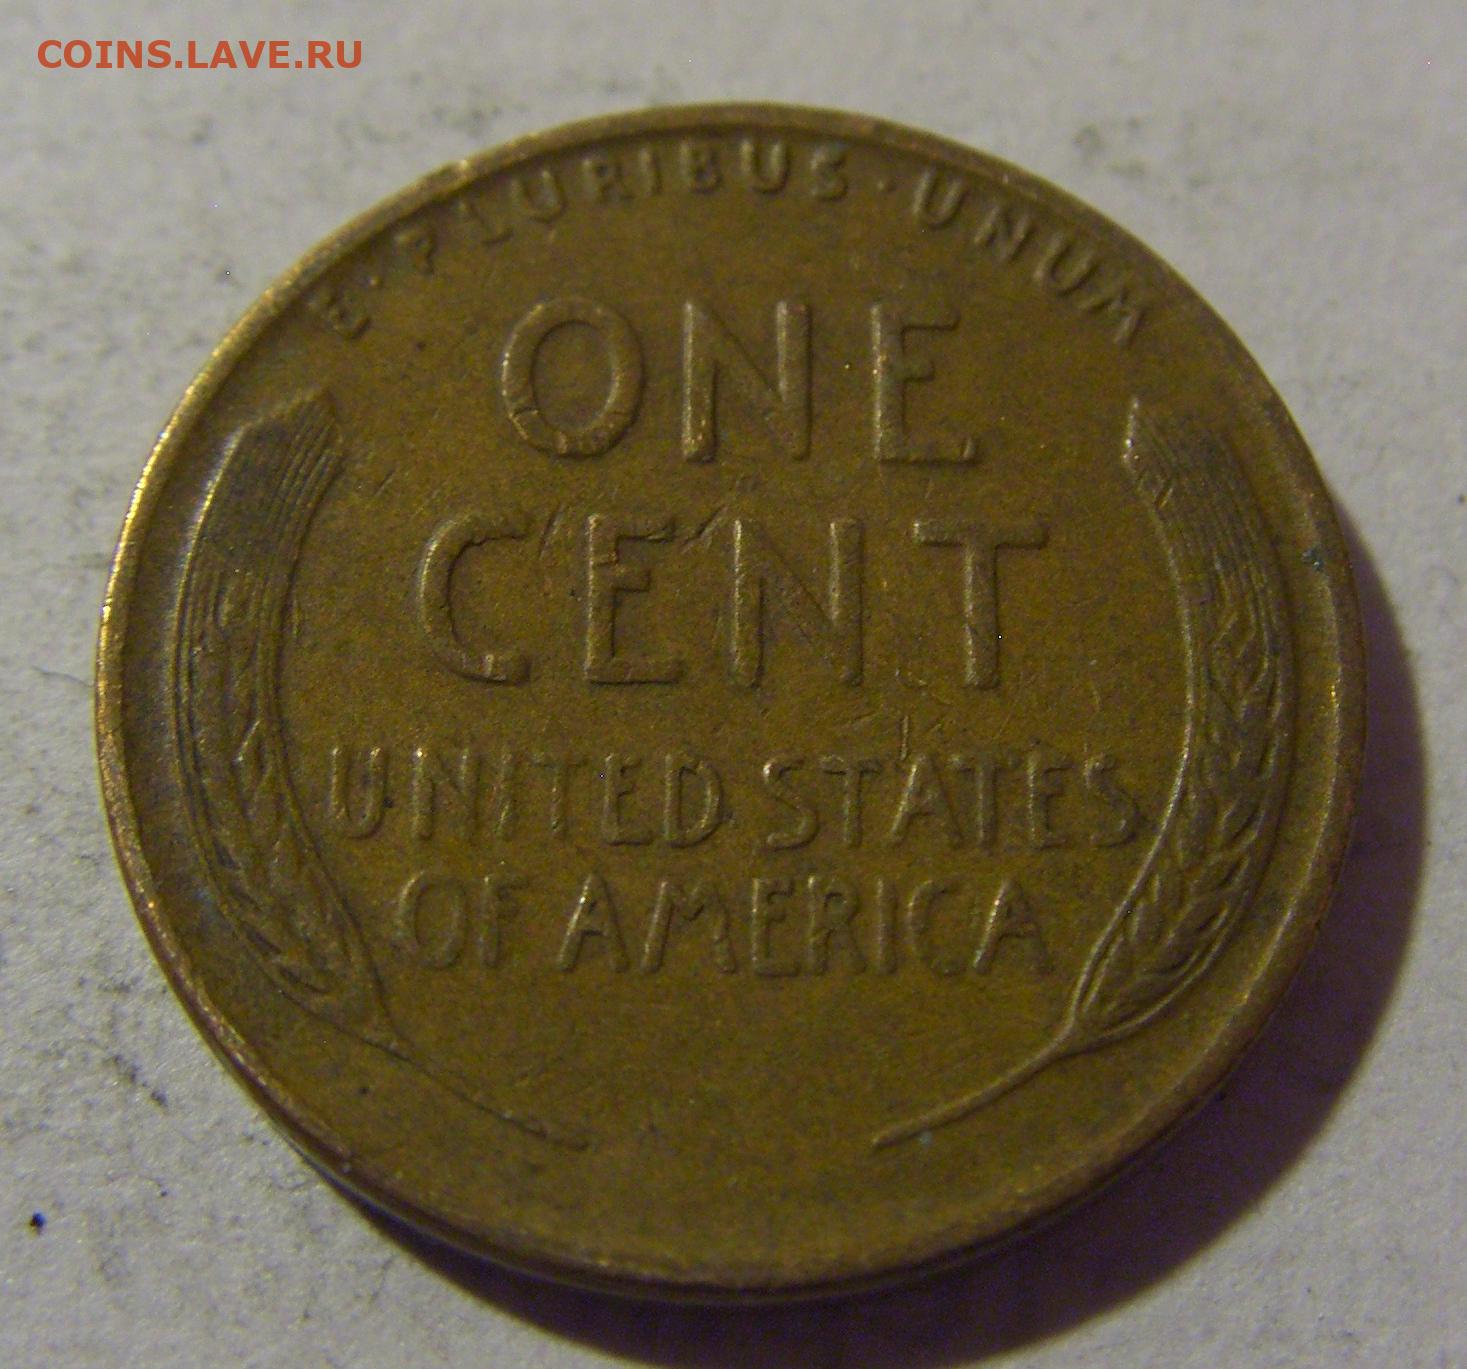 COINS.LAVE.RU
E · PLURIBUS · UNUM
ONE
CENT
UNITED STATES
OF AMERICA